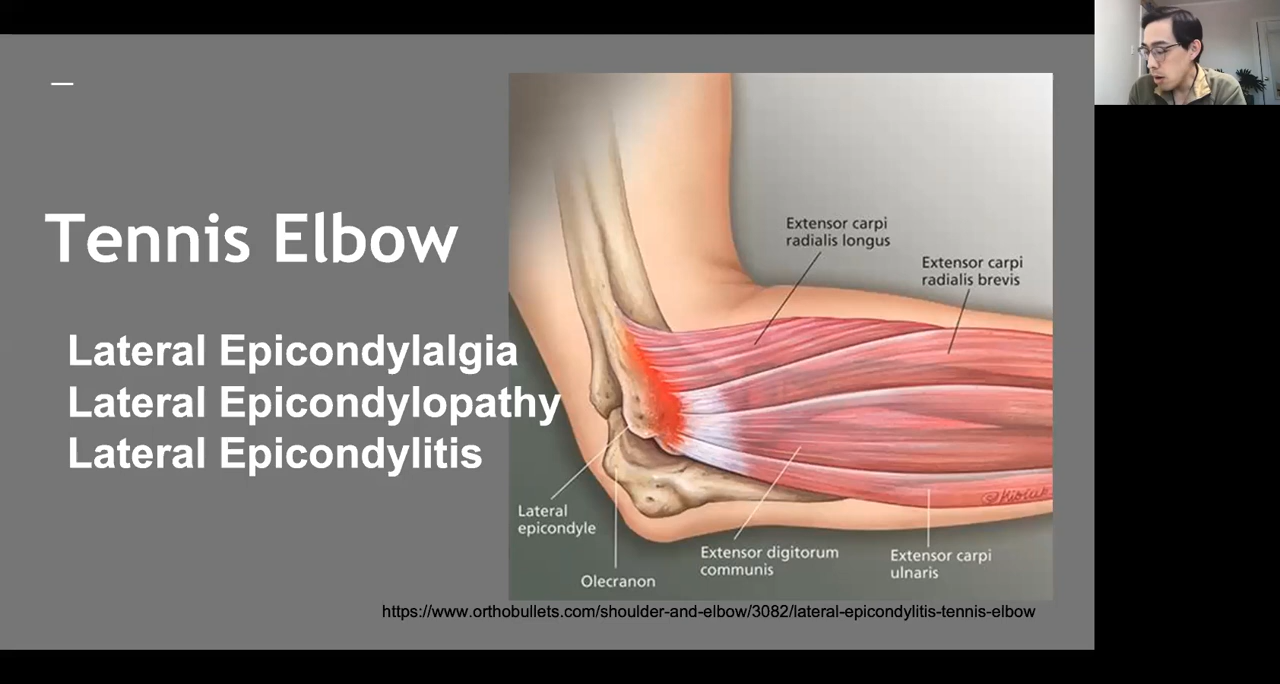 Tennis Elbow
Lateral Epicondylalgia
Lateral Epicondylopathy
Lateral Epicondylitis
Extensor carpi
radialis longus
Extensor carpi
radialis brevis
Lateral
epicondyle
Olecranon
Extensor digitorum
communis
Extensor carpi
ulnaris
https://www.orthobullets.com/shoulder-and-elbow/3082/lateral-epicondylitis-tennis-elbow